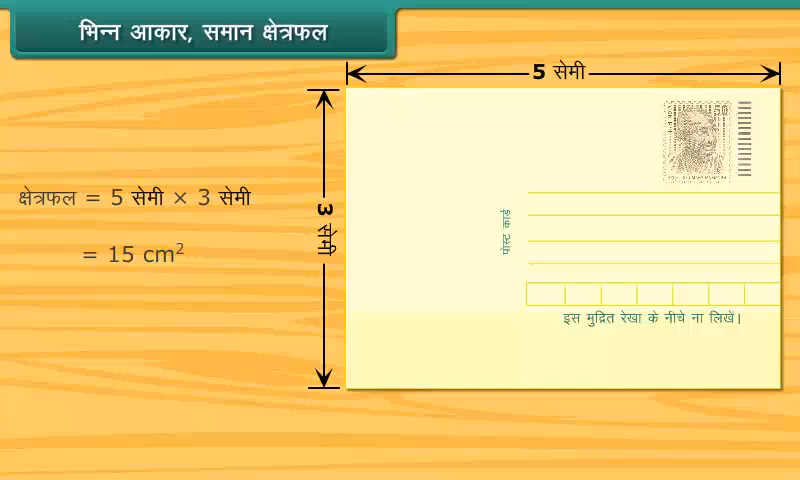 भिन्न आकार, समान क्षेत्रफल
5 सेमी
3 सेमी
क्षेत्रफल = 5 सेमी × 3 सेमी
= 15 cm²
पोस्ट कार्ड
इस मुद्रित रेखा के नीचे ना लिखें।